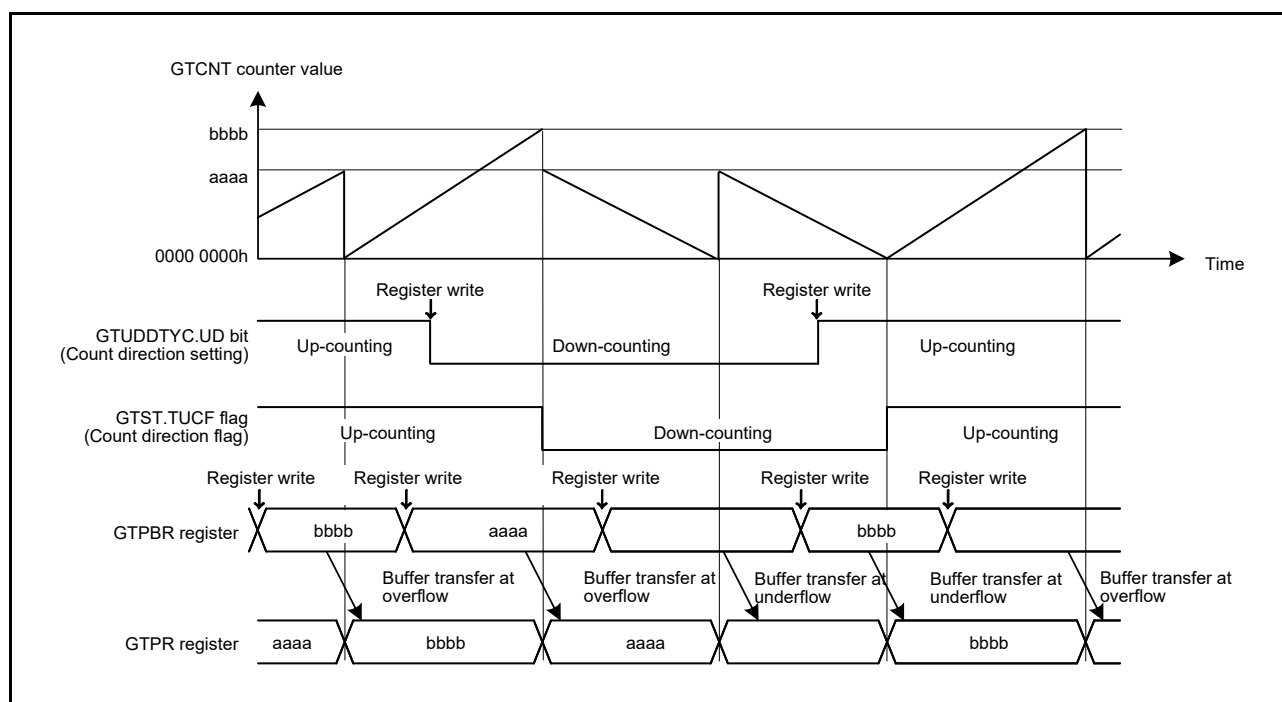 GTCNT counter value
bbbb
aaaa
0000 0000h
Time
Register write
Register write
GTUDDTYC.UD bit
(Count direction setting)
Up-counting
Down-counting
Up-counting
GTST.TUCF flag
(Count direction flag)
Up-counting
Down-counting
Up-counting
Register write
Register write
Register write
Register write
Register write
GTPBR register
bbbb
aaaa
bbbb
Buffer transfer at
overflow
Buffer transfer at
overflow
Buffer transfer at
underflow
Buffer transfer at
underflow
Buffer transfer at
overflow
GTPR register
aaaa
bbbb
aaaa
bbbb